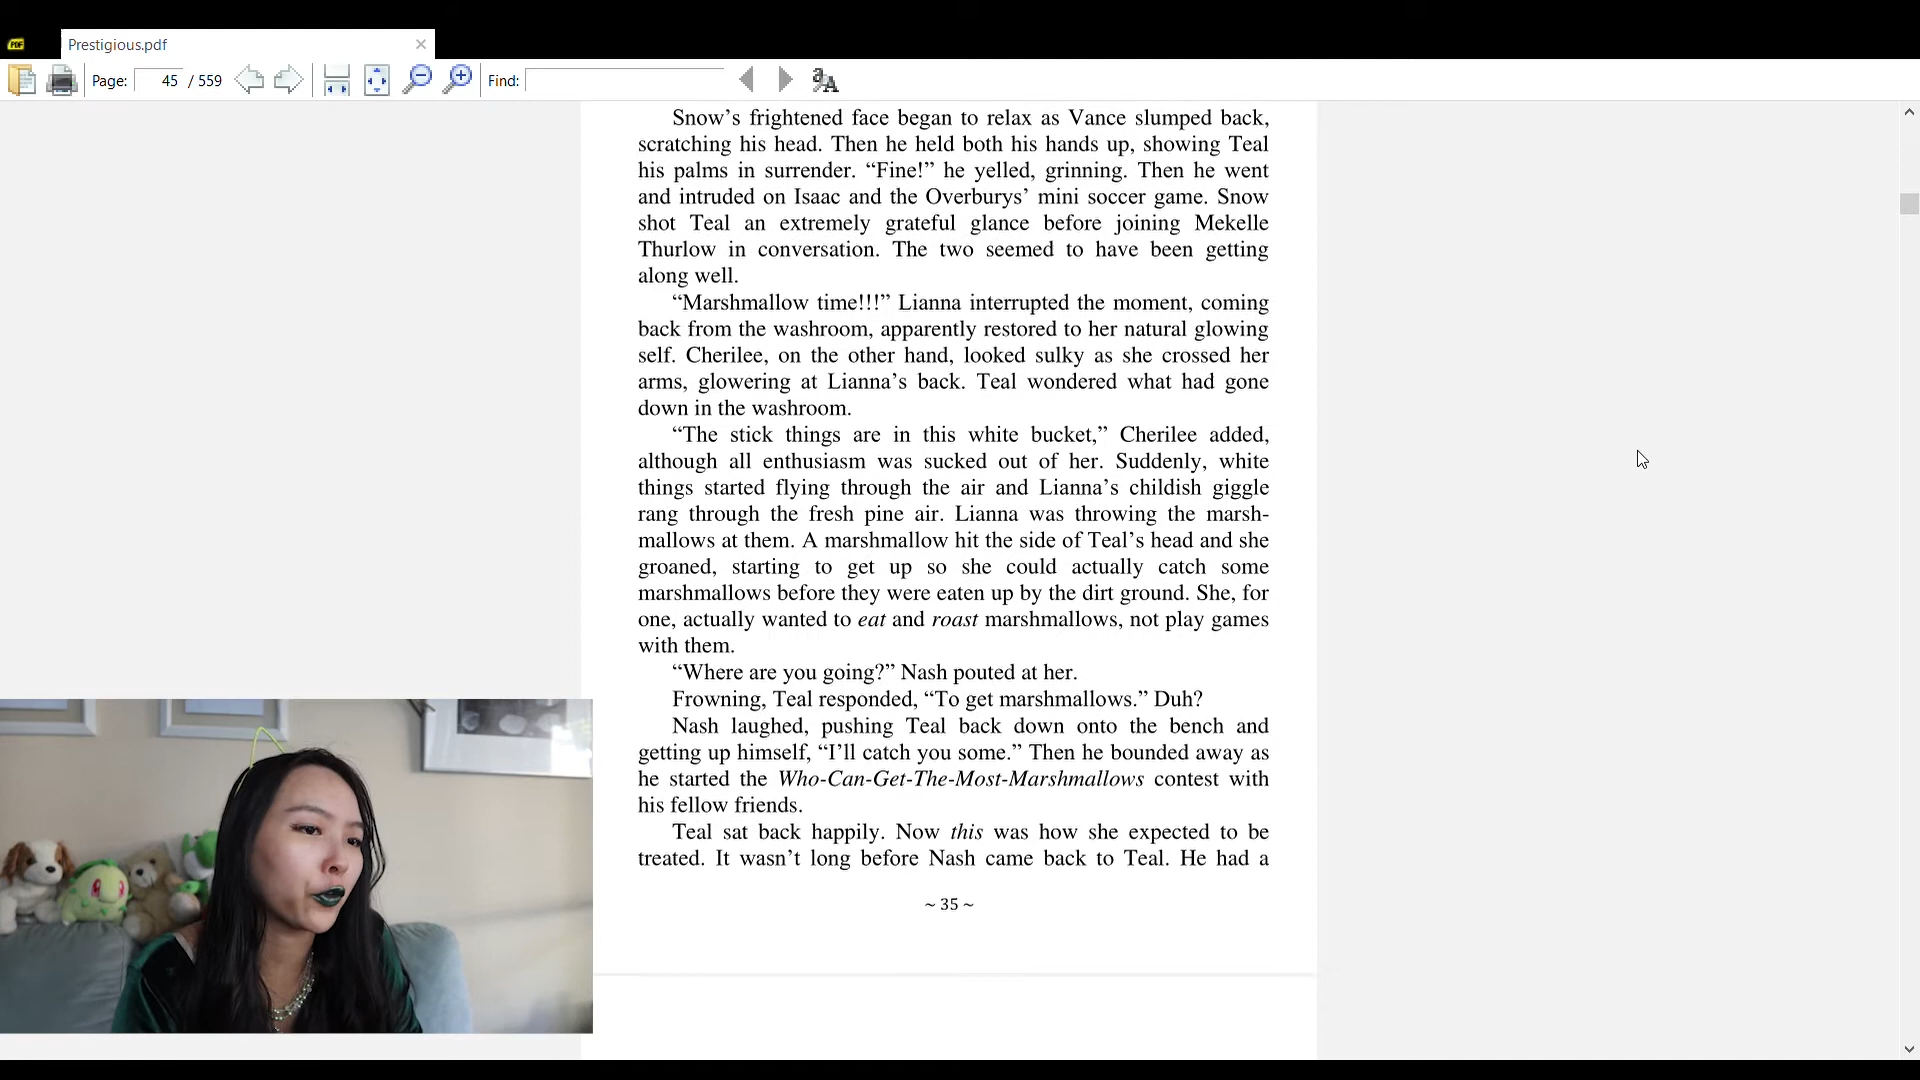 PDF
Prestigious.pdf
Page: 45 / 559 Find:
Snow’s frightened face began to relax as Vance slumped back,
scratching his head. Then he held both his hands up, showing Teal
his palms in surrender. “Fine!” he yelled, grinning. Then he went
and intruded on Isaac and the Overburys’ mini soccer game. Snow
shot Teal an extremely grateful glance before joining Mekelle
Thurlow in conversation. The two seemed to have been getting
along well.
“Marshmallow time!!!” Lianna interrupted the moment, coming
back from the washroom, apparently restored to her natural glowing
self. Cherilee, on the other hand, looked sulky as she crossed her
arms, glowering at Lianna’s back. Teal wondered what had gone
down in the washroom.
“The stick things are in this white bucket,” Cherilee added,
although all enthusiasm was sucked out of her. Suddenly, white
things started flying through the air and Lianna’s childish giggle
rang through the fresh pine air. Lianna was throwing the marsh-
mallows at them. A marshmallow hit the side of Teal’s head and she
groaned, starting to get up so she could actually catch some
marshmallows before they were eaten up by the dirt ground. She, for
one, actually wanted to eat and roast marshmallows, not play games
with them.
“Where are you going?” Nash pouted at her.
Frowning, Teal responded, “To get marshmallows.” Duh?
Nash laughed, pushing Teal back down onto the bench and
getting up himself, “I’ll catch you some.” Then he bounded away as
he started the Who-Can-Get-The-Most-Marshmallows contest with
his fellow friends.
Teal sat back happily. Now this was how she expected to be
treated. It wasn’t long before Nash came back to Teal. He had a
~ 35 ~